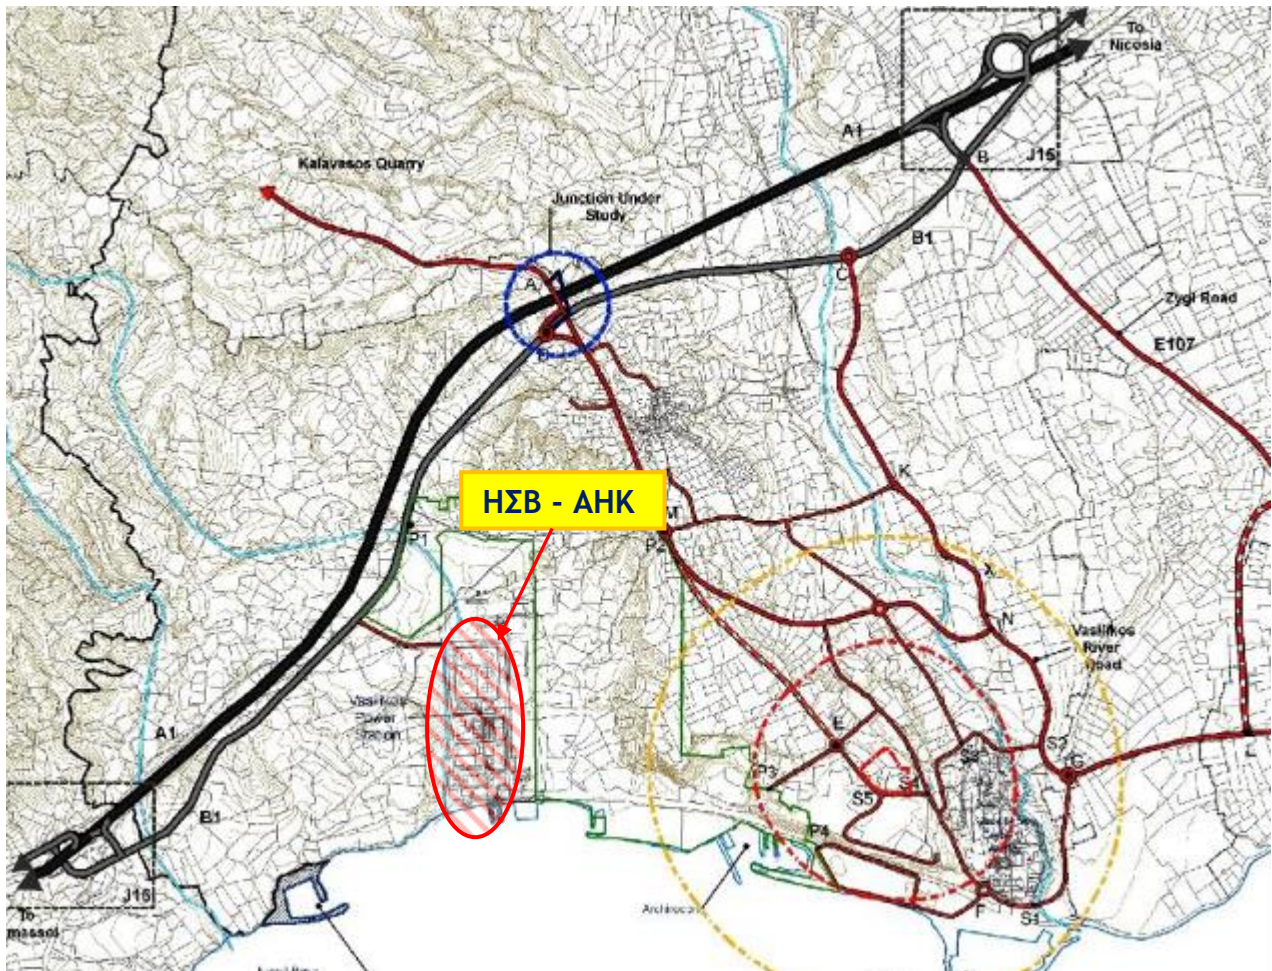 To
Nicosia
A1
B
J15
Kalavasos Quarry
Junction Under
Study
B1
A
C
Zygi Road
E107
D
K
ΗΣΒ - ΑΗΚ
M
P1
P2
X
N
Vasilikos
River
Road
Vasilikos
Power
Station
A1
E
S2
G
L
P3
S5
B1
P4
J16
To
F
S1